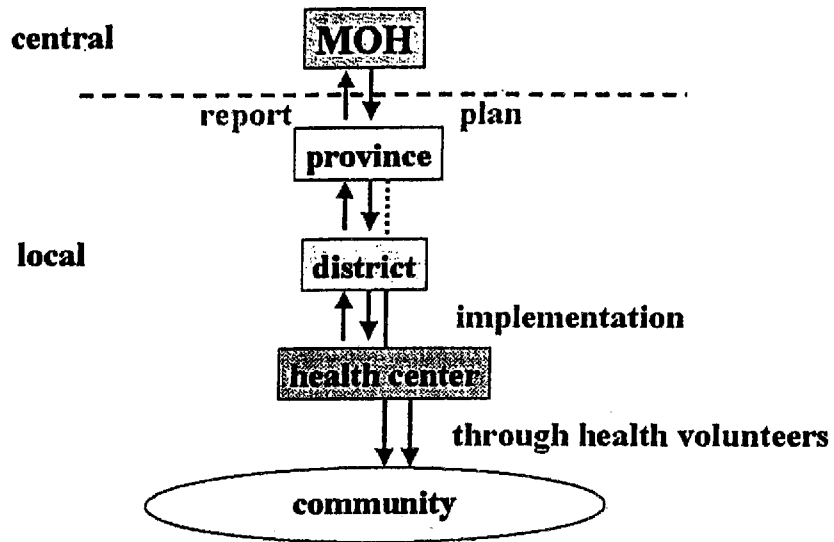 central
MOH
report
plan
province
local
district
implementation
health center
through health volunteers
community